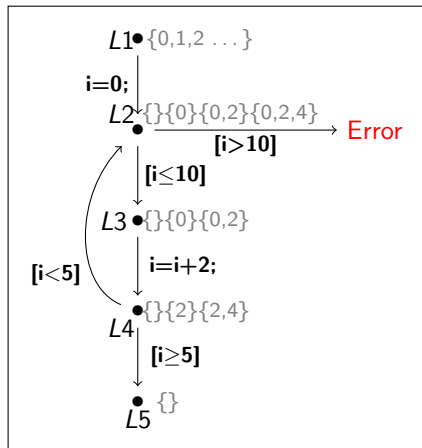 L1 {0,1,2 ...}
i=0;
L2 {}{0}{0,2}{0,2,4} Error
[i>10]
[i≤10]
L3 {}{0}{0,2}
[i<5] i=i+2;
L4 {}{2}{2,4}
[i≥5]
L5 {}